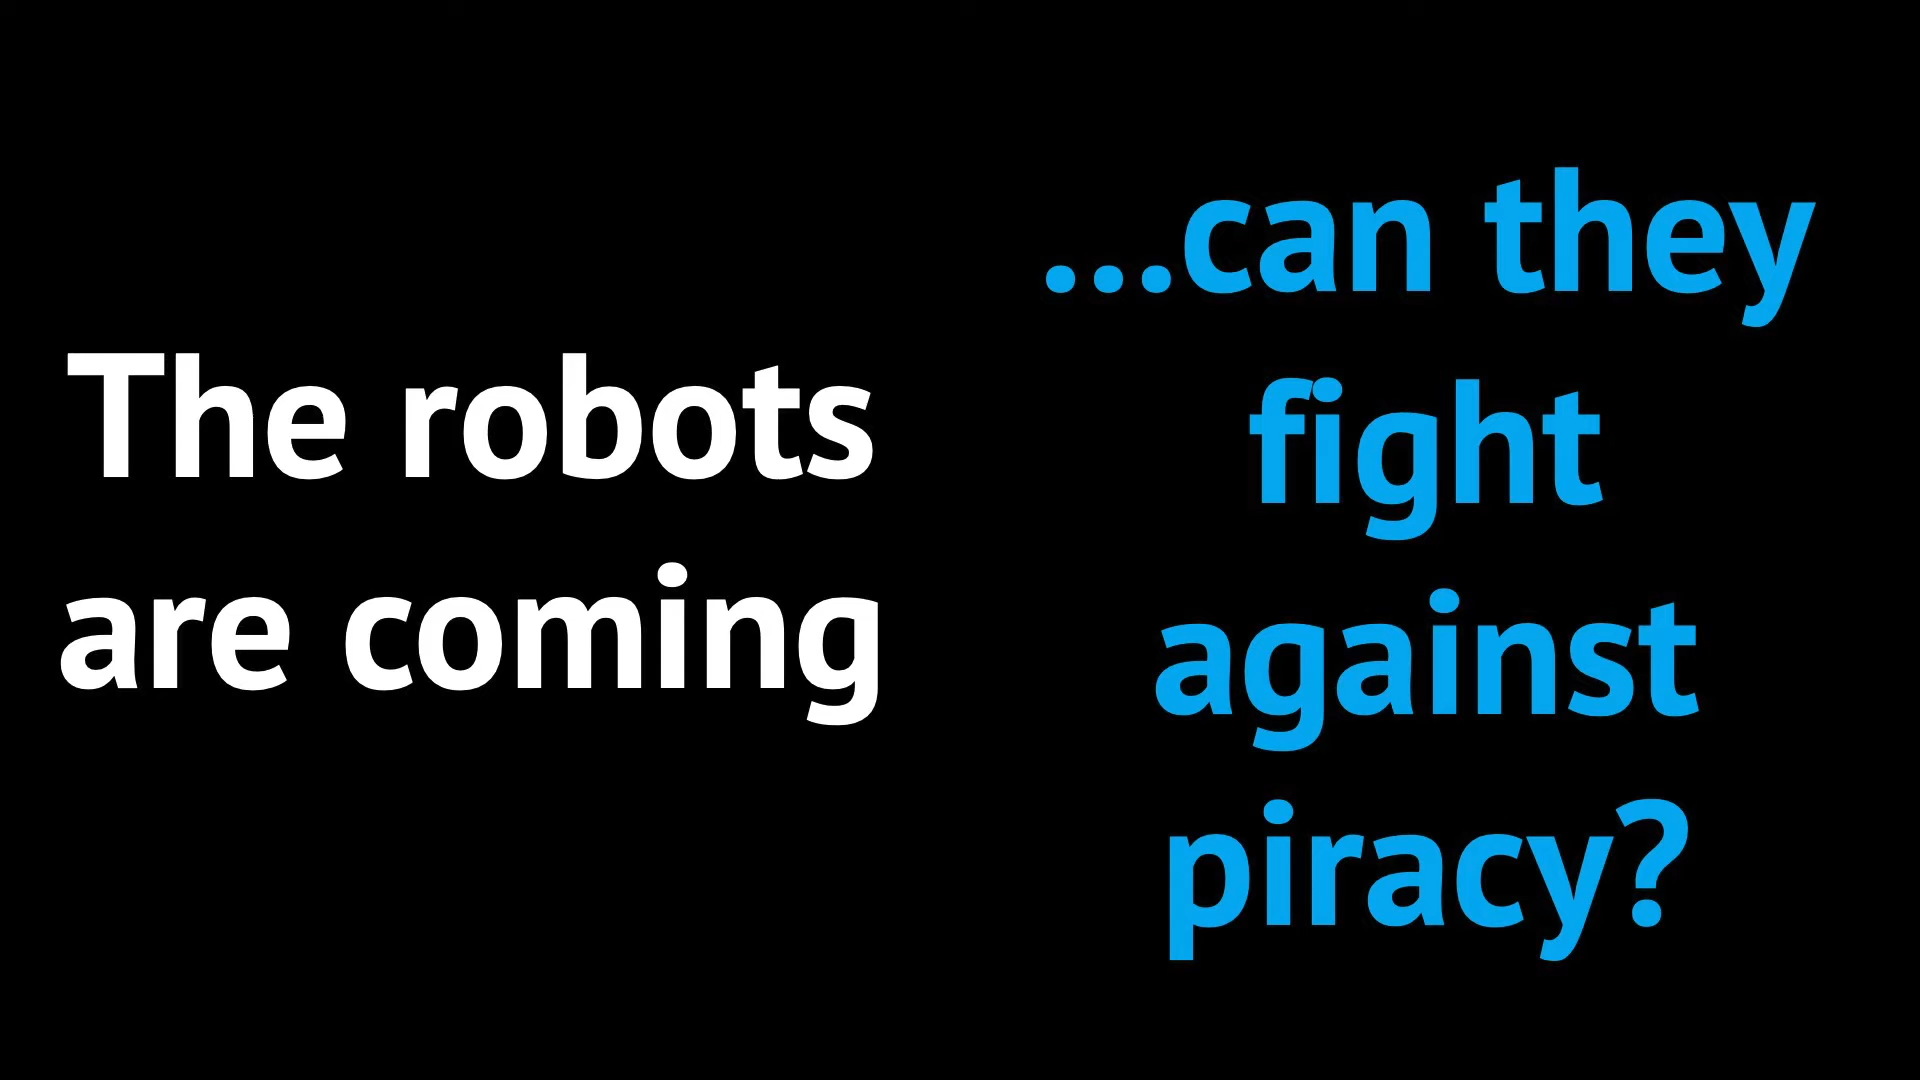 The robots
are coming
...can they
fight
against
piracy?